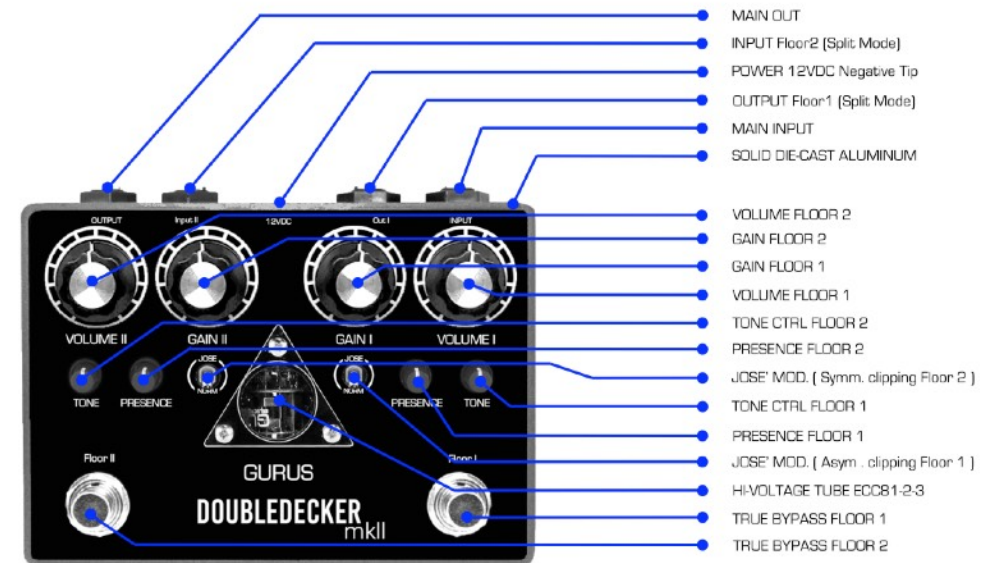 MAIN OUT
INPUT Floor2 (Split Mode)
POWER 12VDC Negative Tip
OUTPUT Floor1 (Split Mode)
MAIN INPUT
SOLID DIE-CAST ALUMINUM
OUTPUT Input II 12VDC Out I INPUT
VOLUME FLOOR 2
GAIN FLOOR 2
GAIN FLOOR 1
VOLUME FLOOR 1
TONE CTRL FLOOR 2
PRESENCE FLOOR 2
JOSE' MOD. ( Symm. clipping Floor 2 )
TONE CTRL FLOOR 1
PRESENCE FLOOR 1
JOSE' MOD. ( Asym . clipping Floor 1 )
HI-VOLTAGE TUBE ECC81-2-3
TRUE BYPASS FLOOR 1
TRUE BYPASS FLOOR 2
VOLUME II GAIN II GAIN I VOLUME I
JOSE JOSE
NORM NORM
TONE PRESENCE PRESENCE TONE
Floor II Floor I
GURUS
DOUBLEDECKER
mkII